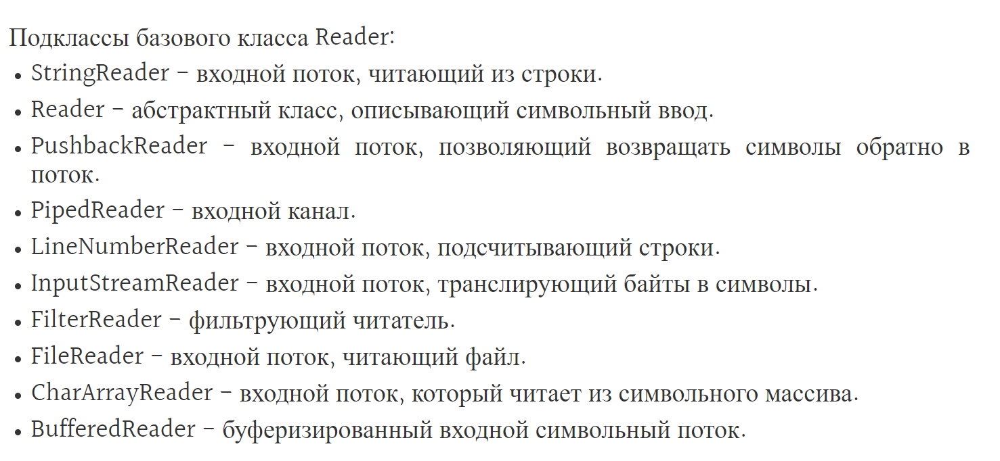 Подклассы базового класса Reader:
• StringReader – входной поток, читающий из строки.
• Reader – абстрактный класс, описывающий символьный ввод.
• PushbackReader – входной поток, позволяющий возвращать символы обратно в
поток.
• PipedReader – входной канал.
• LineNumberReader – входной поток, подсчитывающий строки.
• InputStreamReader – входной поток, транслирующий байты в символы.
• FilterReader – фильтрующий читатель.
• FileReader – входной поток, читающий файл.
• CharArrayReader – входной поток, который читает из символьного массива.
• BufferedReader – буферизированный входной символьный поток.